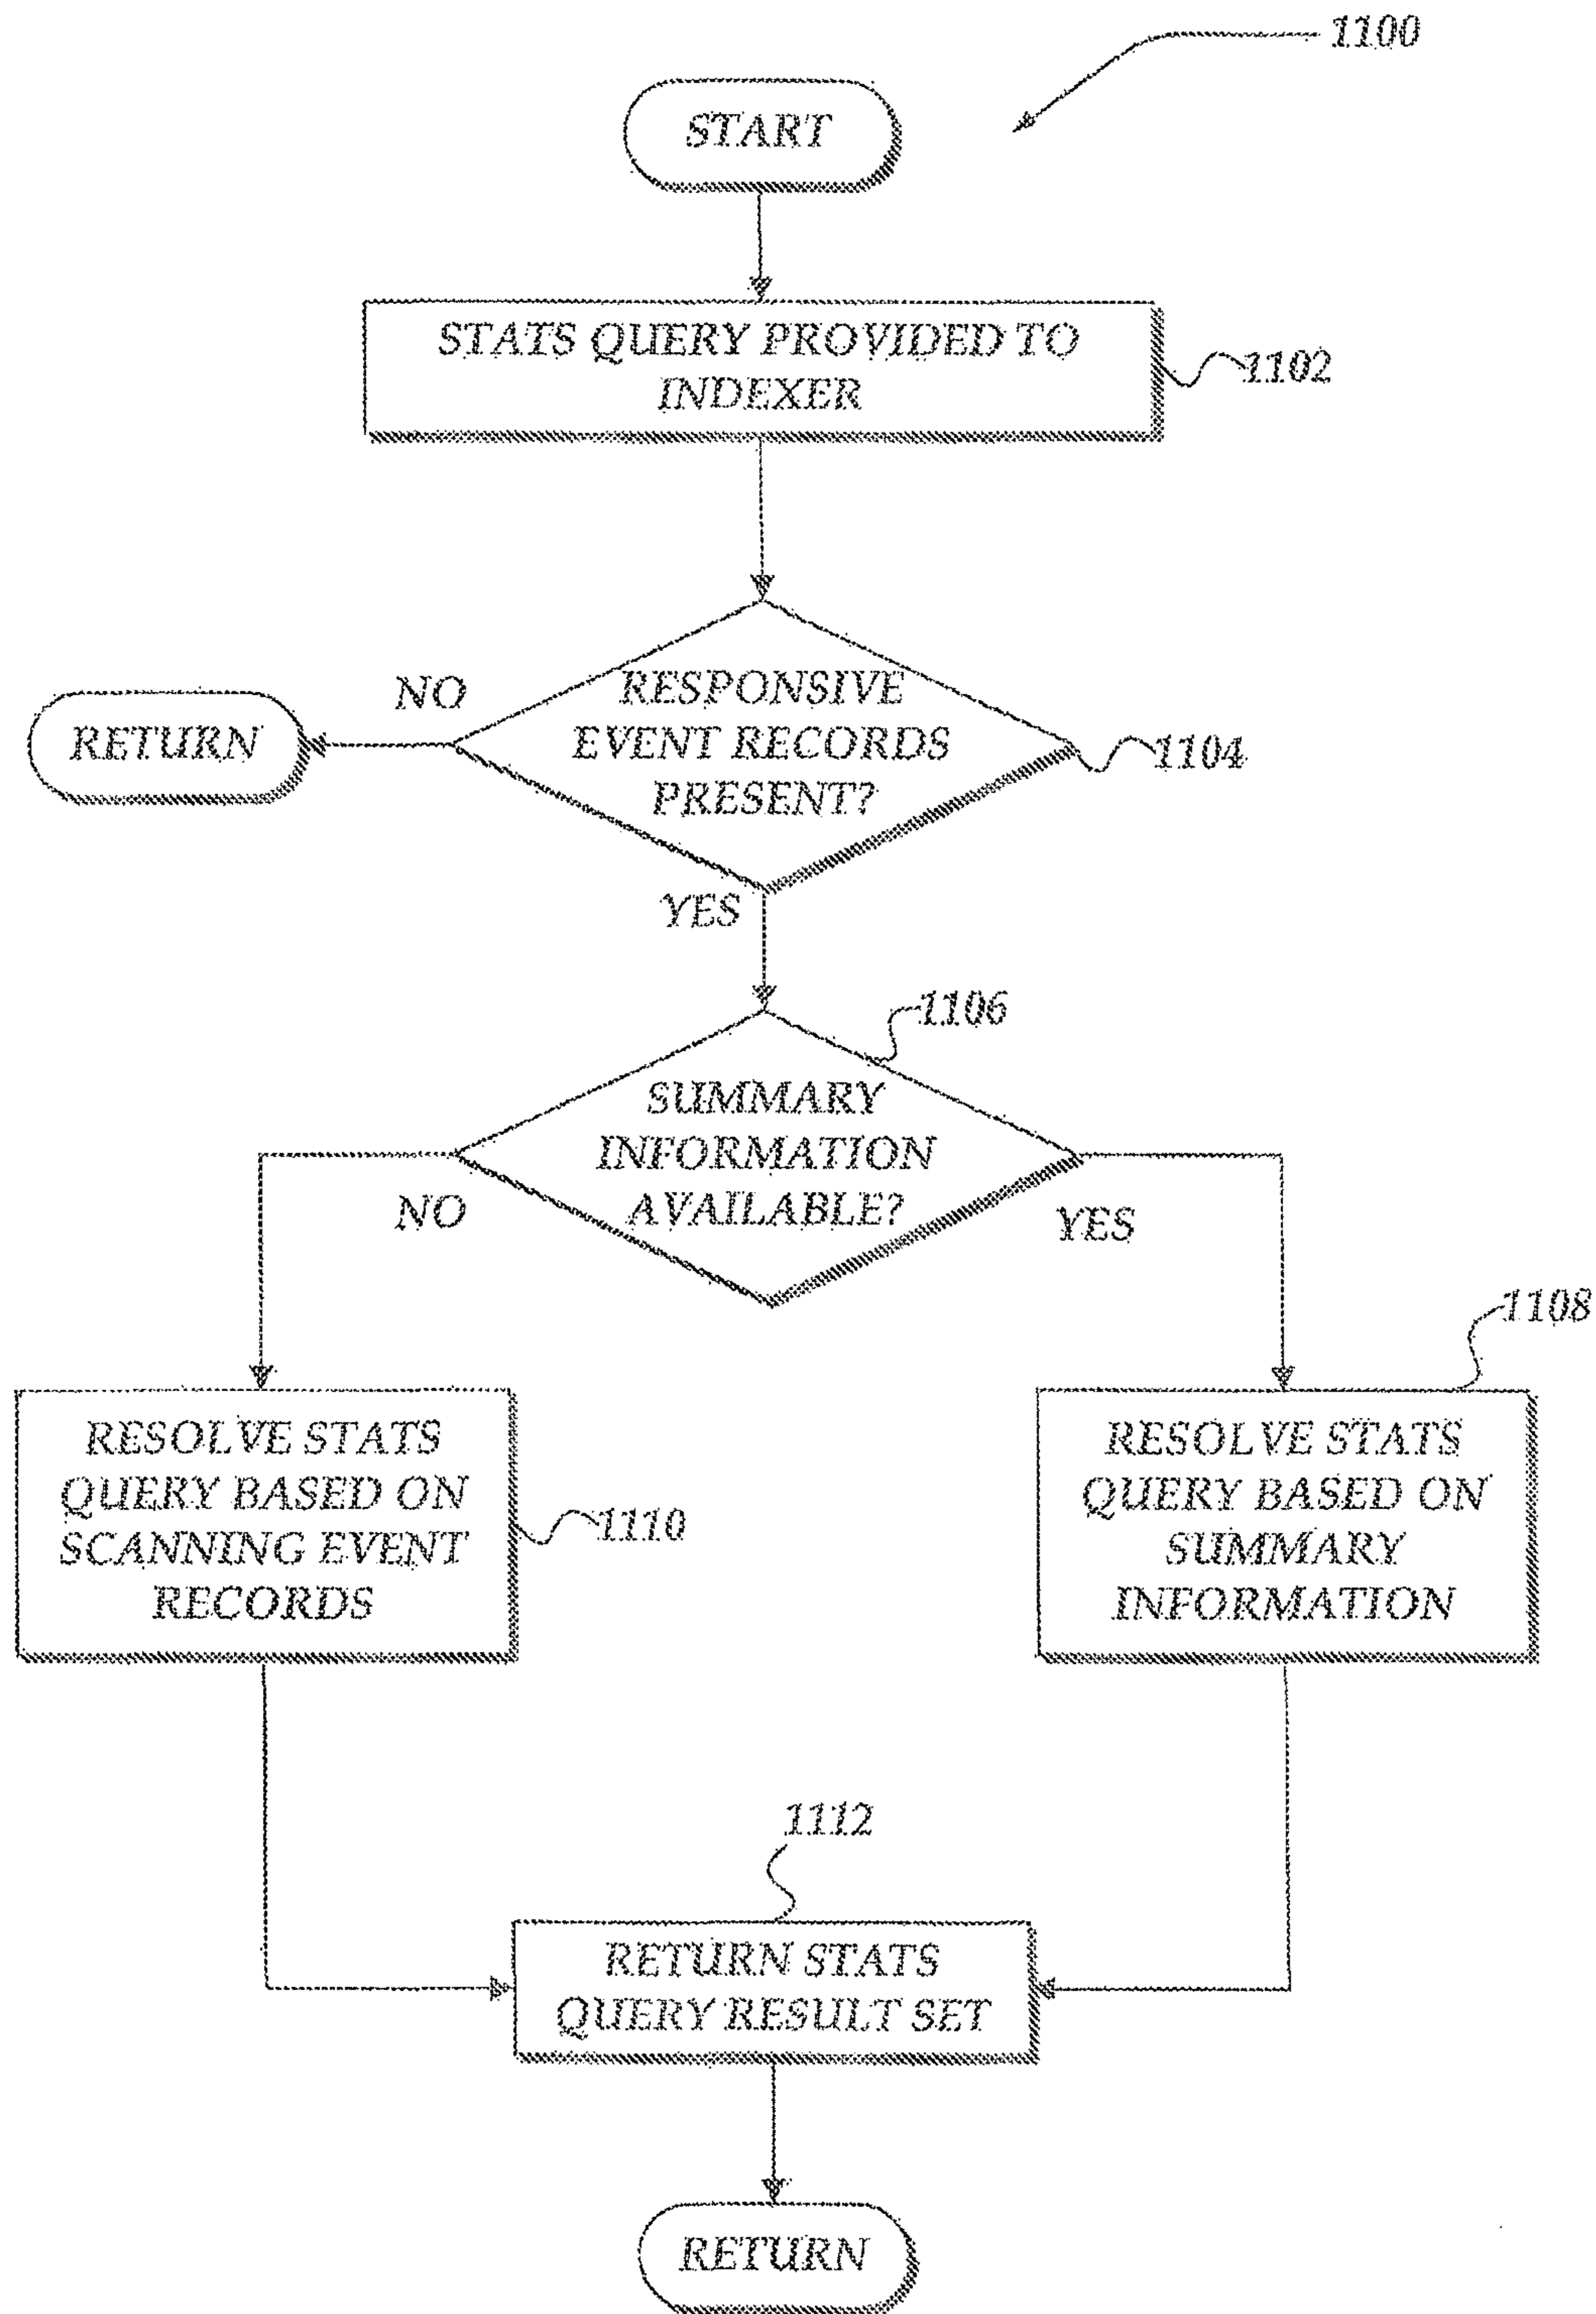 1100
START
STATS QUERY PROVIDED TO
INDEXER
1102
NO
RESPONSIVE
EVENT RECORDS
PRESENT?
RETURN
1104
YES
1106
SUMMARY
INFORMATION
AVAILABLE?
NO
YES
1108
RESOLVE STATS
QUERY BASED ON
SCANNING EVENT
RECORDS
1110
RESOLVE STATS
QUERY BASED ON
SUMMARY
INFORMATION
1112
RETURN STATS
QUERY RESULT SET
RETURN